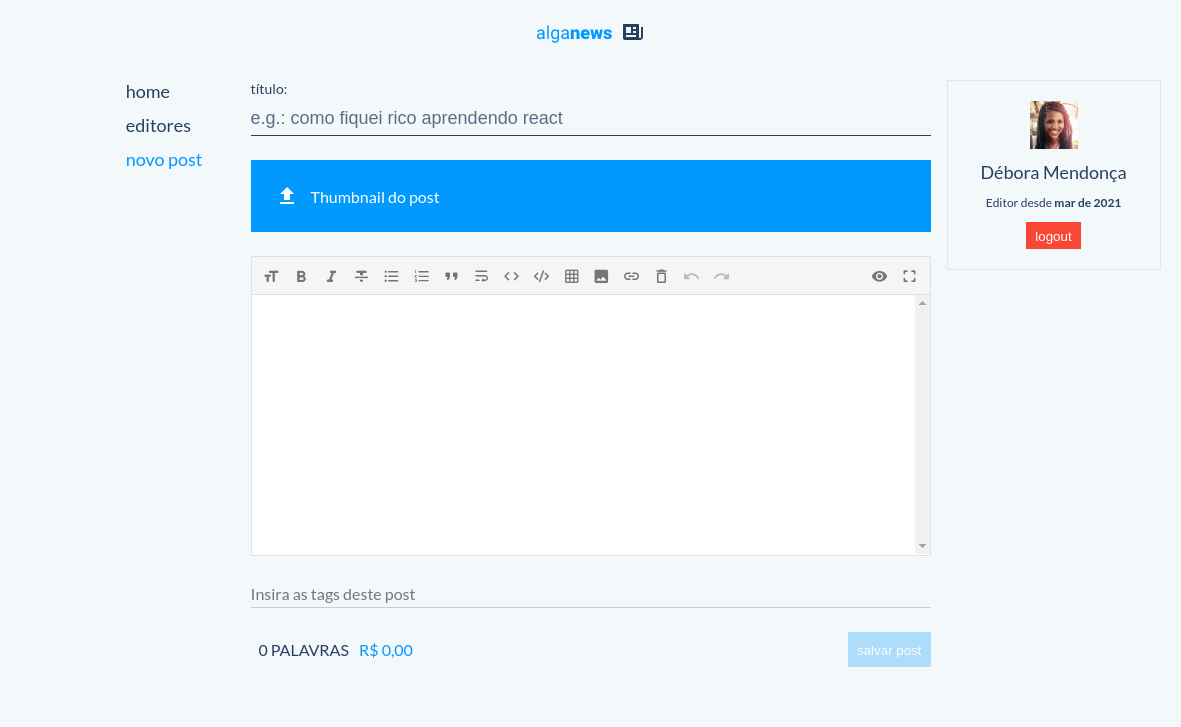 alganews
home
editores
novo post
título:
e.g.: como fiquei rico aprendendo react
Thumbnail do post
Insira as tags deste post
0 PALAVRAS R$ 0,00
salvar post
Débora Mendonça
Editor desde mar de 2021
logout